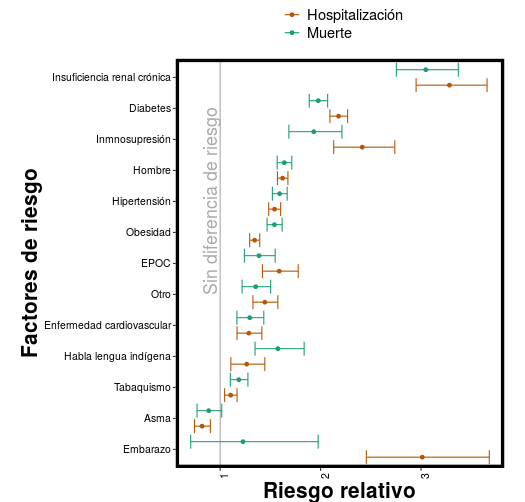 Hospitalización
Muerte
Insuficiencia renal crónica
Diabetes
Inmnosupresión
Hombre
Hipertensión
Obesidad
EPOC
Otro
Enfermedad cardiovascular
Habla lengua indígena
Tabaquismo
Asma
Embarazo
Factores de riesgo
Sin diferencia de riesgo
1
2
3
Riesgo relativo